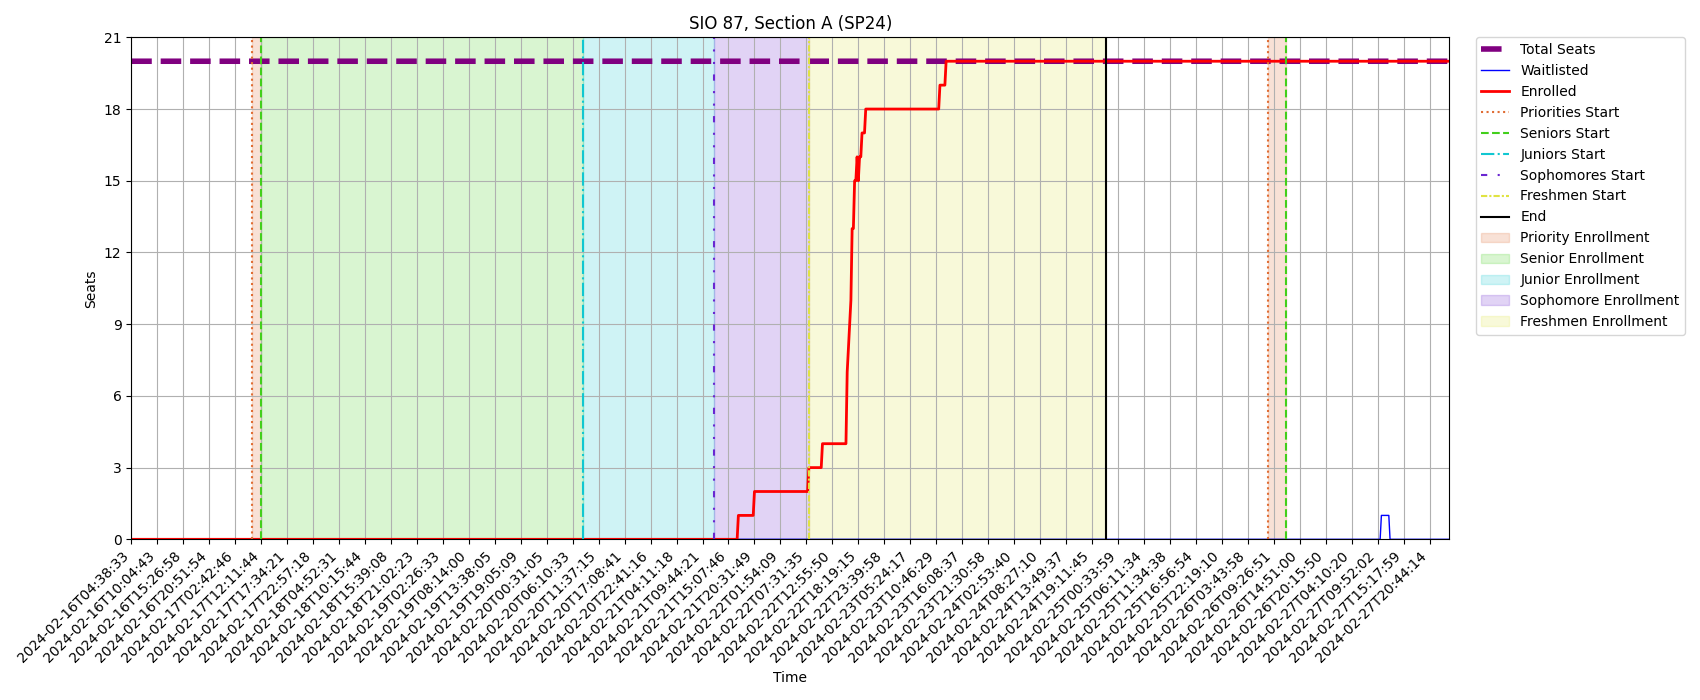 SIO 87, Section A (SP24)
21
18
15
12
9
6
3
0
Seats
2024-02-16T04:38:33
2024-02-16T10:04:43
2024-02-16T15:26:58
2024-02-16T20:51:54
2024-02-17T02:42:46
2024-02-17T12:11:44
2024-02-17T17:34:21
2024-02-17T22:57:18
2024-02-18T04:52:31
2024-02-18T10:15:44
2024-02-18T15:39:08
2024-02-18T21:02:23
2024-02-19T02:26:33
2024-02-19T08:14:00
2024-02-19T13:38:05
2024-02-19T19:05:09
2024-02-20T00:31:05
2024-02-20T06:10:33
2024-02-20T11:37:15
2024-02-20T17:08:41
2024-02-20T22:41:16
2024-02-21T04:11:18
2024-02-21T09:44:21
2024-02-21T15:07:46
2024-02-21T20:31:49
2024-02-22T01:54:09
2024-02-22T07:31:35
2024-02-22T12:55:50
2024-02-22T18:19:15
2024-02-22T23:39:58
2024-02-23T05:24:17
2024-02-23T10:46:29
2024-02-23T16:08:37
2024-02-23T21:30:58
2024-02-24T02:53:40
2024-02-24T08:27:10
2024-02-24T13:49:37
2024-02-24T19:11:45
2024-02-25T00:33:59
2024-02-25T06:11:34
2024-02-25T11:34:38
2024-02-25T16:56:54
2024-02-25T22:19:10
2024-02-26T03:43:58
2024-02-26T09:26:51
2024-02-26T14:51:00
2024-02-26T20:15:50
2024-02-27T04:10:20
2024-02-27T09:52:02
2024-02-27T15:17:59
2024-02-27T20:44:14
Time
Total Seats
Waitlisted
Enrolled
Priorities Start
Seniors Start
Juniors Start
Sophomores Start
Freshmen Start
End
Priority Enrollment
Senior Enrollment
Junior Enrollment
Sophomore Enrollment
Freshmen Enrollment